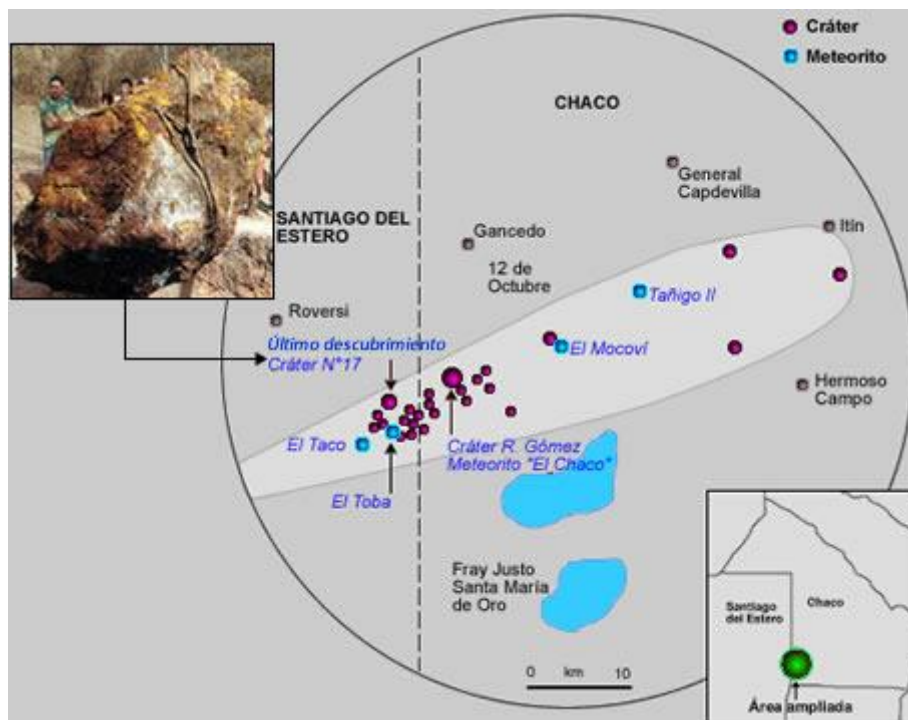 Cráter
Meteorito
CHACO
General
Capdevilla
SANTIAGO DEL
ESTERO
Gancedo
Itín
12 de
Octubre
Tañigo II
Roversi
Último descubrimiento
Cráter N°17
El Mocoví
Hermoso
Campo
El Taco
Cráter R. Gómez
Meteorito "El Chaco"
El Toba
Fray Justo
Santa María
de Oro
0 km 10
Santiago
del Estero
Chaco
Área ampliada